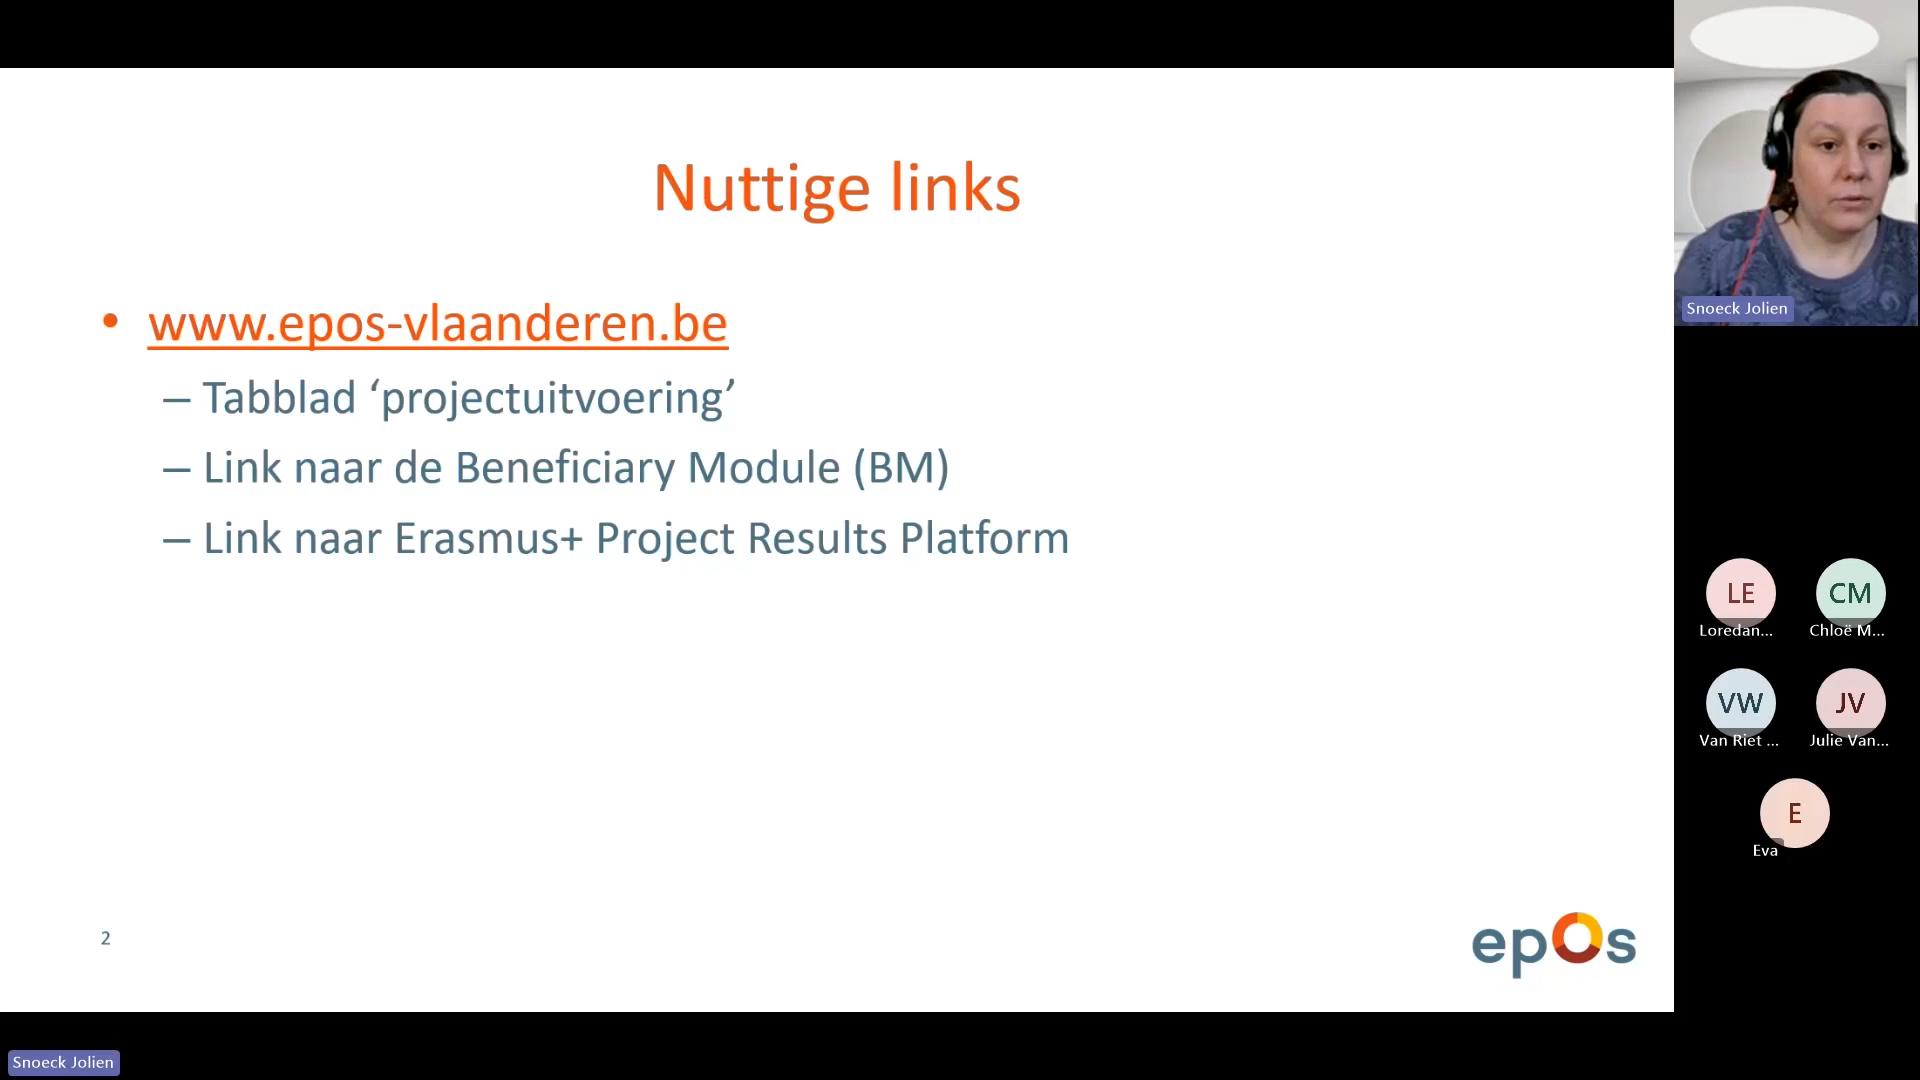 Nuttige links
• www.epos-vlaanderen.be
– Tabblad ‘projectuitvoering’
– Link naar de Beneficiary Module (BM)
– Link naar Erasmus+ Project Results Platform
2
epos
Snoeck Jolien
LE
Loredan...
CM
Chloë M...
VW
Van Riet ...
JV
Julie Van...
E
Eva
Snoeck Jolien